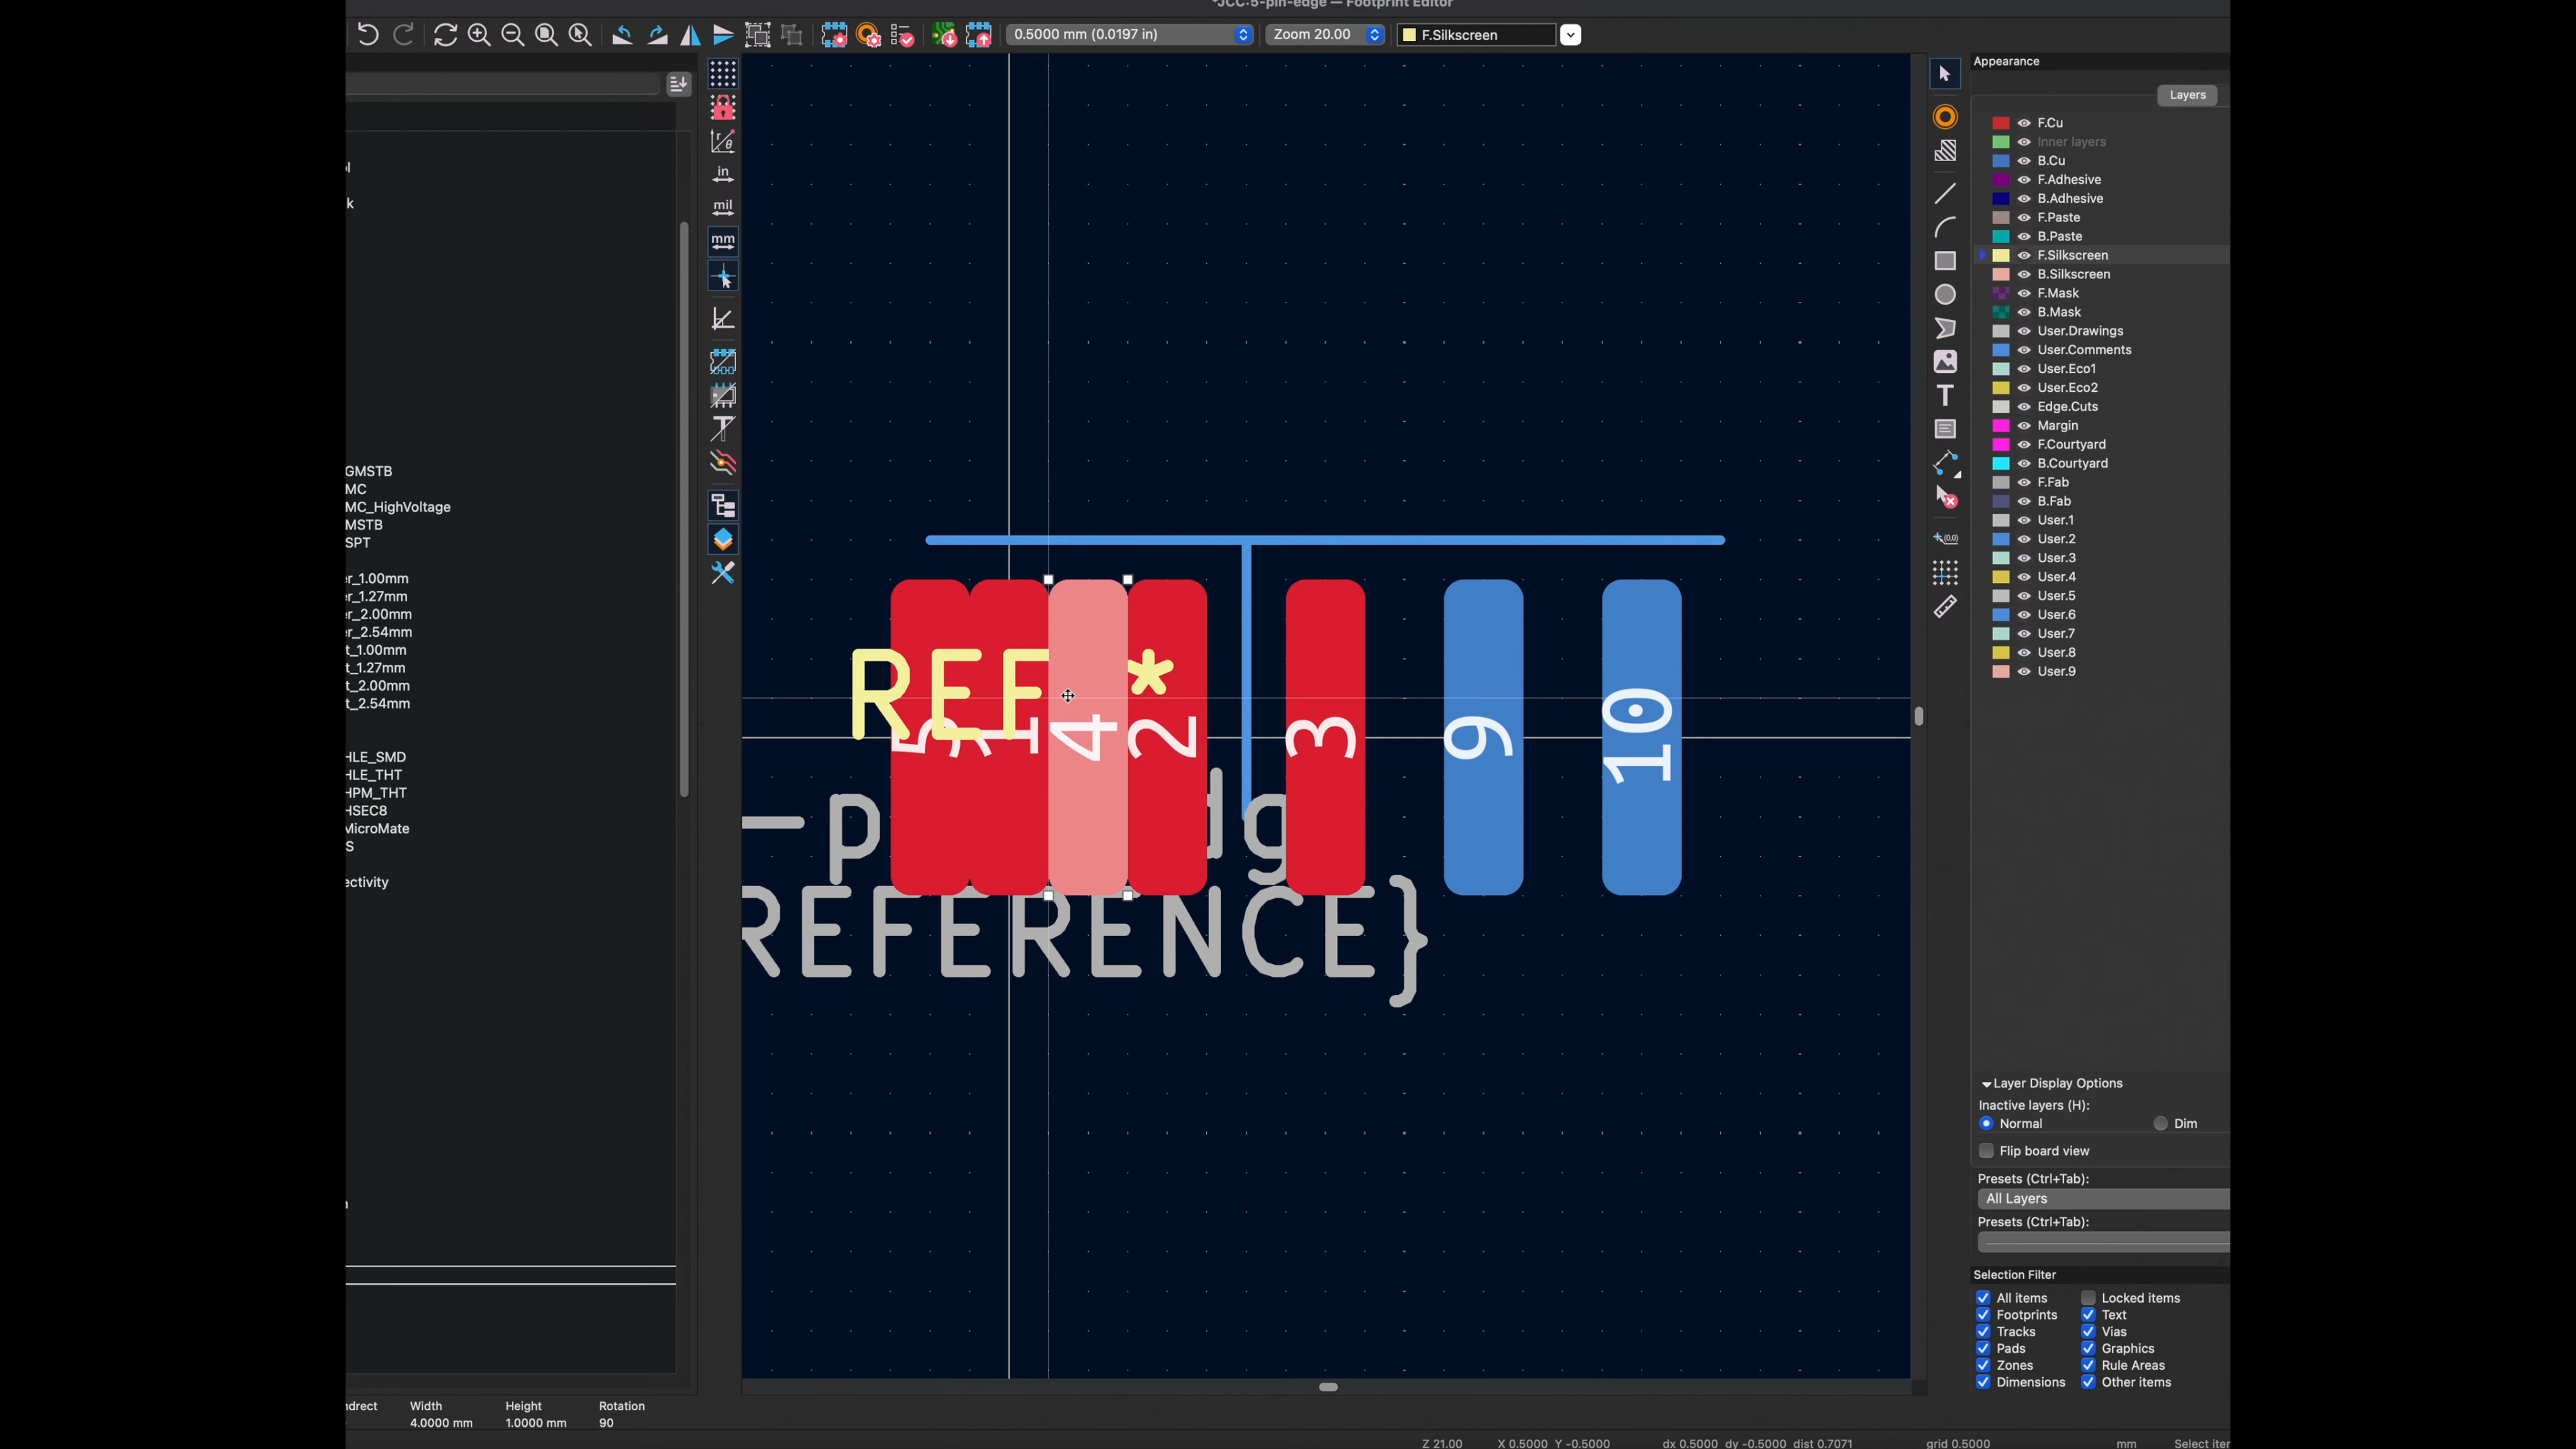 *JCC:5-pin-edge — Footprint Editor
0.5000 mm (0.0197 in)
Zoom 20.00
F.Silkscreen
in
mil
mm
k
GMSTB
MC
MC_HighVoltage
MSTB
SPT
r_1.00mm
r_1.27mm
r_2.00mm
r_2.54mm
t_1.00mm
t_1.27mm
t_2.00mm
t_2.54mm
HLE_SMD
HLE_THT
HPM_THT
HSEC8
MicroMate
S
ectivity
REF *
5 1 4 2 3 9 10
REFERENCE}
Appearance
Layers
F.Cu
Inner layers
B.Cu
F.Adhesive
B.Adhesive
F.Paste
B.Paste
F.Silkscreen
B.Silkscreen
F.Mask
B.Mask
User.Drawings
User.Comments
User.Eco1
User.Eco2
Edge.Cuts
Margin
F.Courtyard
B.Courtyard
F.Fab
B.Fab
User.1
User.2
User.3
User.4
User.5
User.6
User.7
User.8
User.9
Layer Display Options
Inactive layers (H):
Normal Dim
Flip board view
Presets (Ctrl+Tab):
All Layers
Presets (Ctrl+Tab):
Selection Filter
All items Locked items
Footprints Text
Tracks Vias
Pads Graphics
Zones Rule Areas
Dimensions Other items
ndrect Width Height Rotation
4.0000 mm 1.0000 mm 90
Z 21.00 X 0.5000 Y -0.5000 dx 0.5000 dy -0.5000 dist 0.7071 grid 0.5000 mm Select iter